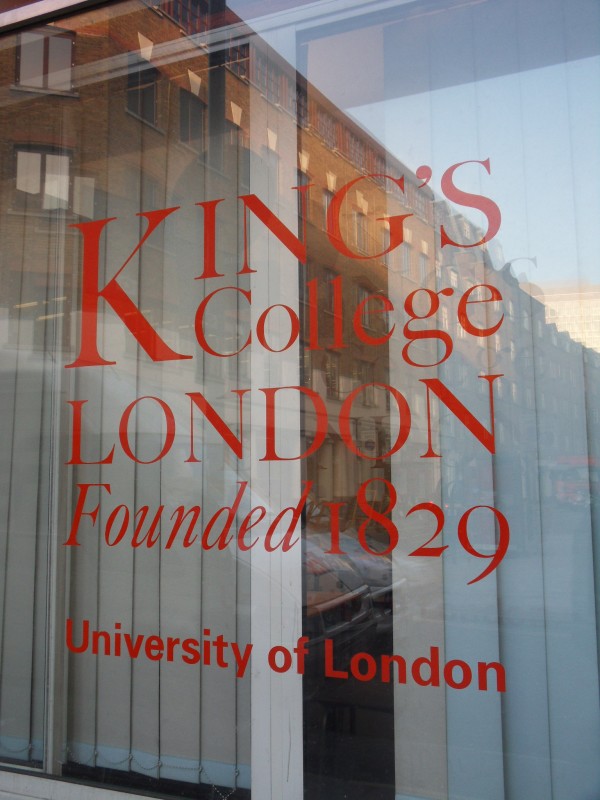 KING'S
College
LONDON
Founded 1829
University of London